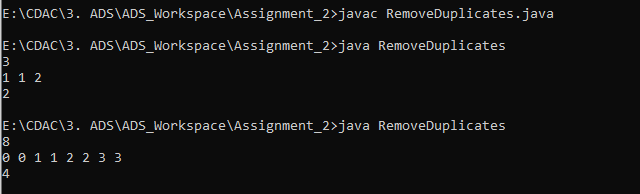 E:\CDAC\3. ADS\ADS_Workspace\Assignment_2>javac RemoveDuplicates.java
E:\CDAC\3. ADS\ADS_Workspace\Assignment_2>java RemoveDuplicates
3
1 1 2
2
E:\CDAC\3. ADS\ADS_Workspace\Assignment_2>java RemoveDuplicates
8
0 0 1 1 2 2 3 3
4